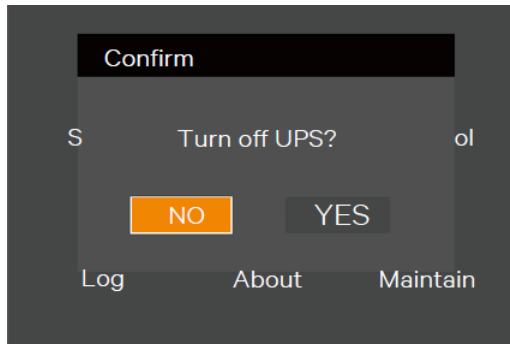 Confirm
S Turn off UPS? ol
NO YES
Log About Maintain